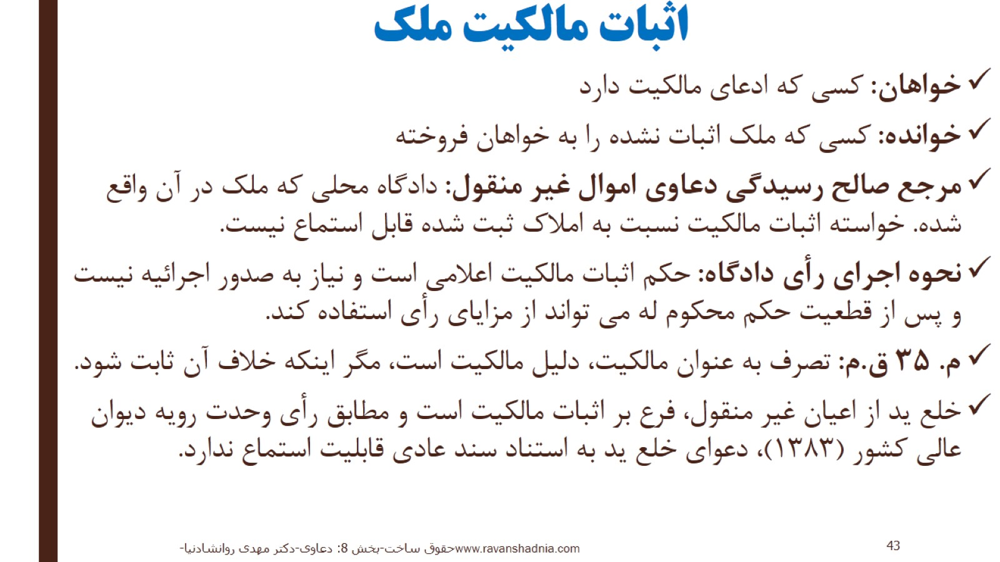 اثبات مالکیت ملک
✓ خواهان: کسی که ادعای مالکیت دارد
✓ خوانده: کسی که ملک اثبات نشده را به خواهان فروخته
✓ مرجع صالح رسیدگی دعاوی اموال غیر منقول: دادگاه محلی که ملک در آن واقع
شده. خواسته اثبات مالکیت نسبت به املاک ثبت شده قابل استماع نیست.
✓ نحوه اجرای رأی دادگاه: حکم اثبات مالکیت اعلامی است و نیاز به صدور اجرائیه نیست
و پس از قطعیت حکم محکوم له می تواند از مزایای رأی استفاده کند.
✓ م. ۳۵ ق.م: تصرف به عنوان مالکیت، دلیل مالکیت است، مگر اینکه خلاف آن ثابت شود.
✓ خلع ید از اعیان غیر منقول، فرع بر اثبات مالکیت است و مطابق رأی وحدت رویه دیوان
عالی کشور (۱۳۸۳)، دعوای خلع ید به استناد سند عادی قابلیت استماع ندارد.
حقوق ساخت-بخش 8: دعاوی-دکتر مهدی روانشادنیا-www.ravanshadnia.com
43